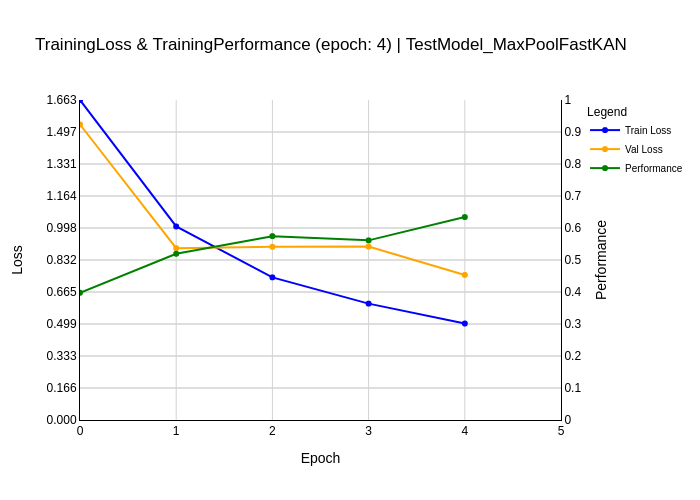 TrainingLoss & TrainingPerformance (epoch: 4) | TestModel_MaxPoolFastKAN
1.663
1.497
1.331
1.164
0.998
0.832
0.665
0.499
0.333
0.166
0.000
Loss
0 1 2 3 4 5
Epoch
1
0.9
0.8
0.7
0.6
0.5
0.4
0.3
0.2
0.1
0
Performance
Legend
Train Loss
Val Loss
Performance